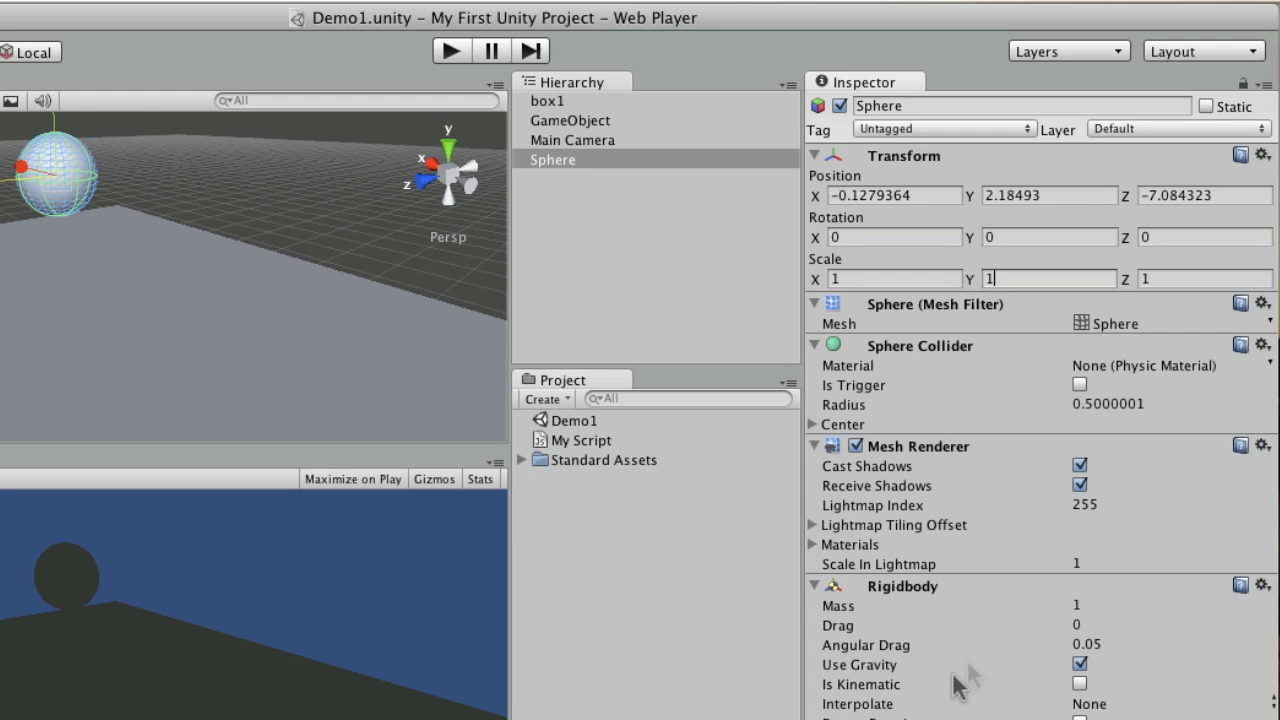 Demo1.unity – My First Unity Project – Web Player
Local
Layers
Layout
All
y
x
z
Persp
Maximize on Play Gizmos Stats
Hierarchy
box1
GameObject
Main Camera
Sphere
Project
Create All
Demo1
My Script
Standard Assets
Inspector
Sphere Static
Tag Untagged Layer Default
Transform
Position
X -0.1279364 Y 2.18493 Z -7.084323
Rotation
X 0 Y 0 Z 0
Scale
X 1 Y 1 Z 1
Sphere (Mesh Filter)
Mesh Sphere
Sphere Collider
Material None (Physic Material)
Is Trigger
Radius 0.5000001
Center
Mesh Renderer
Cast Shadows
Receive Shadows
Lightmap Index 255
Lightmap Tiling Offset
Materials
Scale In Lightmap 1
Rigidbody
Mass 1
Drag 0
Angular Drag 0.05
Use Gravity
Is Kinematic
Interpolate None